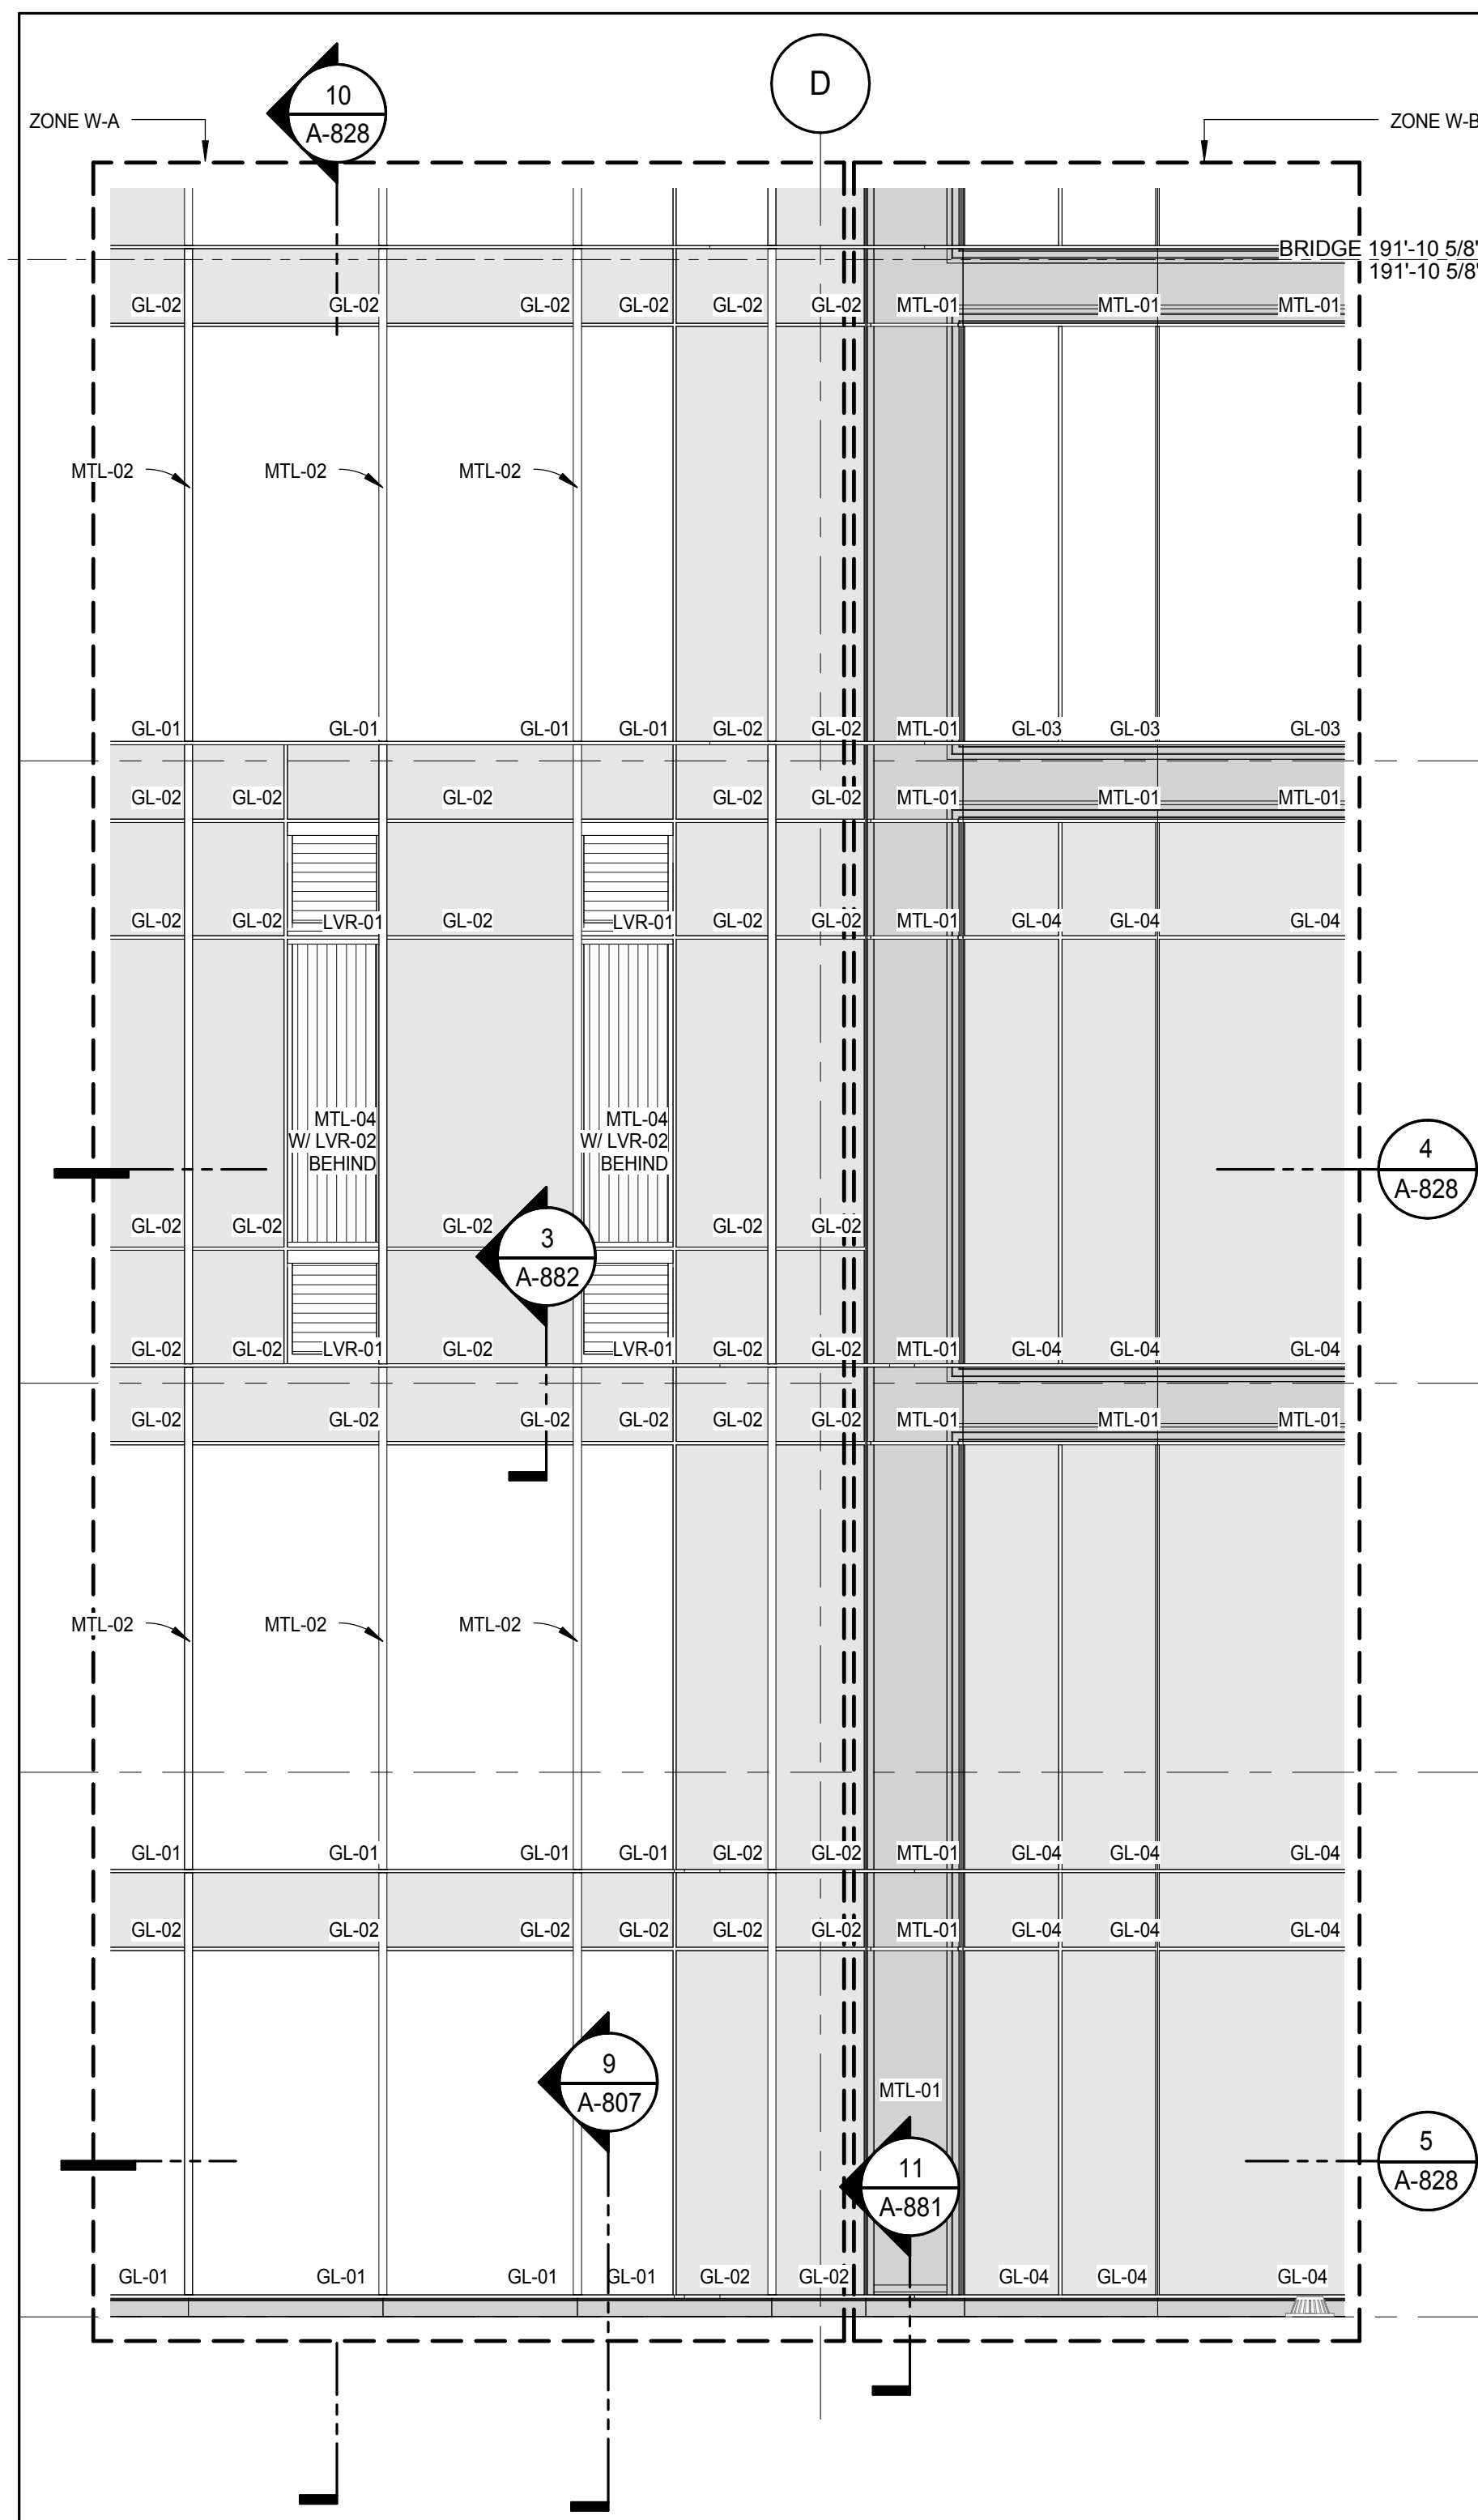 10
A-828
D
ZONE W-A
ZONE W-B
BRIDGE 191'-10 5/8"
191'-10 5/8"
GL-02 GL-02 GL-02 GL-02 GL-02 GL-02 MTL-01 MTL-01 MTL-01
MTL-02 MTL-02 MTL-02
GL-01 GL-01 GL-01 GL-01 GL-02 GL-02 MTL-01 GL-03 GL-03 GL-03
GL-02 GL-02 GL-02 GL-02 GL-02 MTL-01 MTL-01 MTL-01
GL-02 GL-02 LVR-01 GL-02 LVR-01 GL-02 GL-02 MTL-01 GL-04 GL-04 GL-04
MTL-04
W/ LVR-02
BEHIND
MTL-04
W/ LVR-02
BEHIND
4
A-828
GL-02 GL-02 GL-02 GL-02 GL-02
3
A-882
GL-02 GL-02 LVR-01 GL-02 LVR-01 GL-02 GL-02 MTL-01 GL-04 GL-04 GL-04
GL-02 GL-02 GL-02 GL-02 GL-02 GL-02 MTL-01 MTL-01 MTL-01
MTL-02 MTL-02 MTL-02
GL-01 GL-01 GL-01 GL-01 GL-02 GL-02 MTL-01 GL-04 GL-04 GL-04
GL-02 GL-02 GL-02 GL-02 GL-02 GL-02 MTL-01 GL-04 GL-04 GL-04
9
A-807
MTL-01
11
A-881
5
A-828
GL-01 GL-01 GL-01 GL-01 GL-02 GL-02 GL-04 GL-04 GL-04